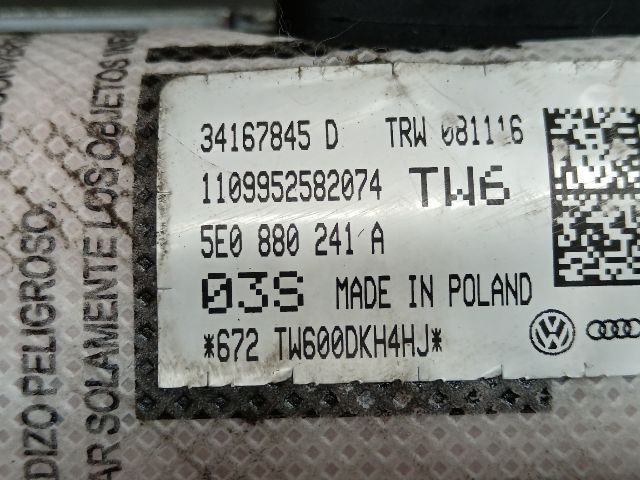 34167845 D TRW 081116
1109952582074 TW6
5E0 880 241 A
03S MADE IN POLAND
*672 TW600DKH4HJ*
DIZO PELIGROSO.
AR SOLAMENTE LOS OBJETOS